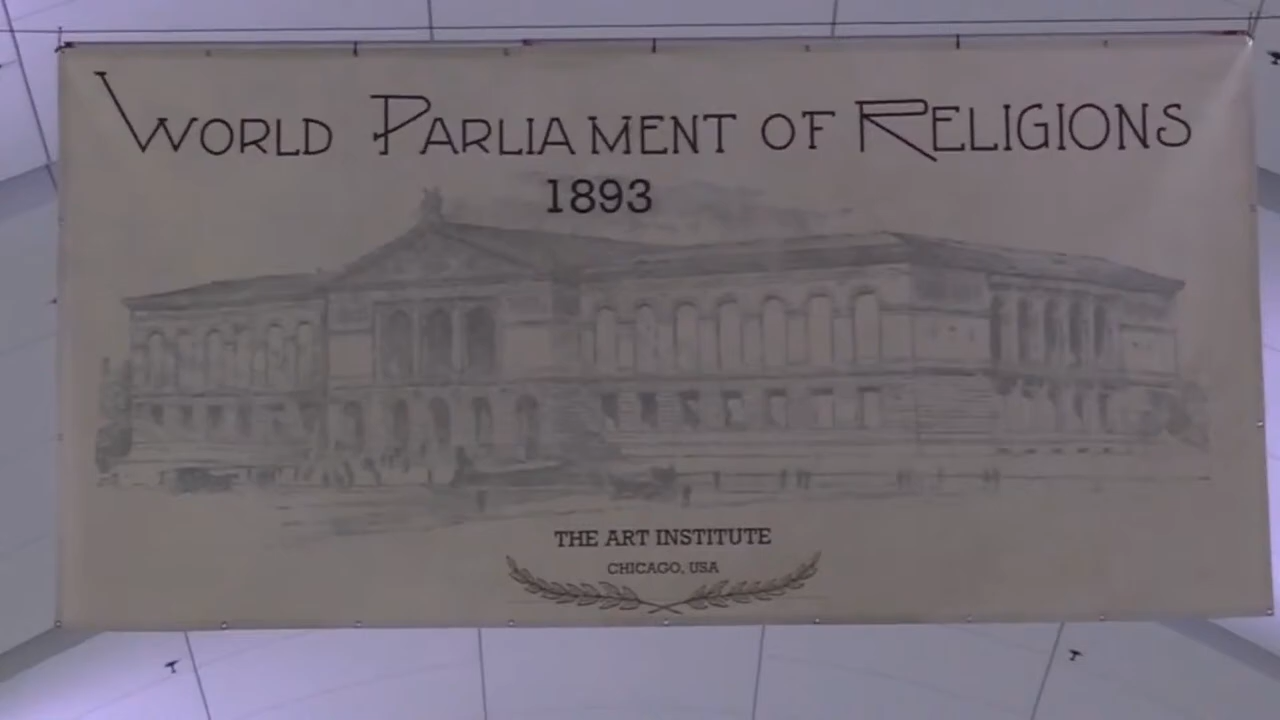 WORLD PARLIAMENT OF RELIGIONS
1893
THE ART INSTITUTE
CHICAGO, USA